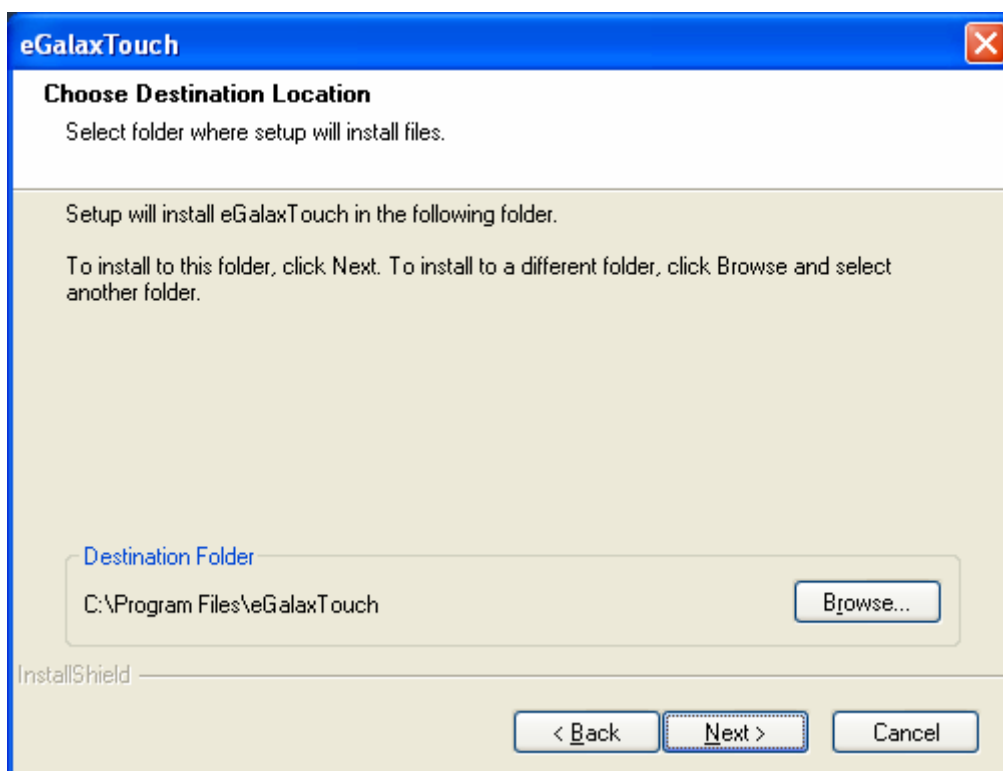 eGalaxTouch
Choose Destination Location
Select folder where setup will install files.
Setup will install eGalaxTouch in the following folder.
To install to this folder, click Next. To install to a different folder, click Browse and select
another folder.
Destination Folder
C:\Program Files\eGalaxTouch
Browse...
InstallShield
< Back
Next >
Cancel